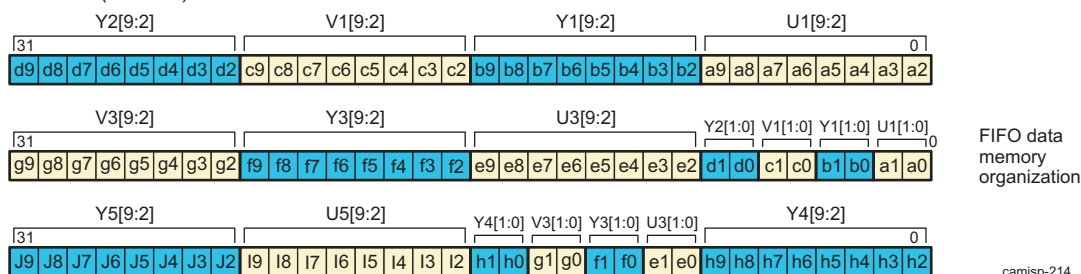 Y2[9:2] V1[9:2] Y1[9:2] U1[9:2]
31 0
d9 d8 d7 d6 d5 d4 d3 d2 c9 c8 c7 c6 c5 c4 c3 c2 b9 b8 b7 b6 b5 b4 b3 b2 a9 a8 a7 a6 a5 a4 a3 a2
V3[9:2] Y3[9:2] U3[9:2] Y2[1:0] V1[1:0] Y1[1:0] U1[1:0]
31 0
g9 g8 g7 g6 g5 g4 g3 g2 f9 f8 f7 f6 f5 f4 f3 f2 e9 e8 e7 e6 e5 e4 e3 e2 d1 d0 c1 c0 b1 b0 a1 a0
FIFO data
memory
organization
Y5[9:2] U5[9:2] Y4[1:0] V3[1:0] Y3[1:0] U3[1:0] Y4[9:2]
31 0
J9 J8 J7 J6 J5 J4 J3 J2 I9 I8 I7 I6 I5 I4 I3 I2 h1 h0 g1 g0 f1 f0 e1 e0 h9 h8 h7 h6 h5 h4 h3 h2
camisp-214